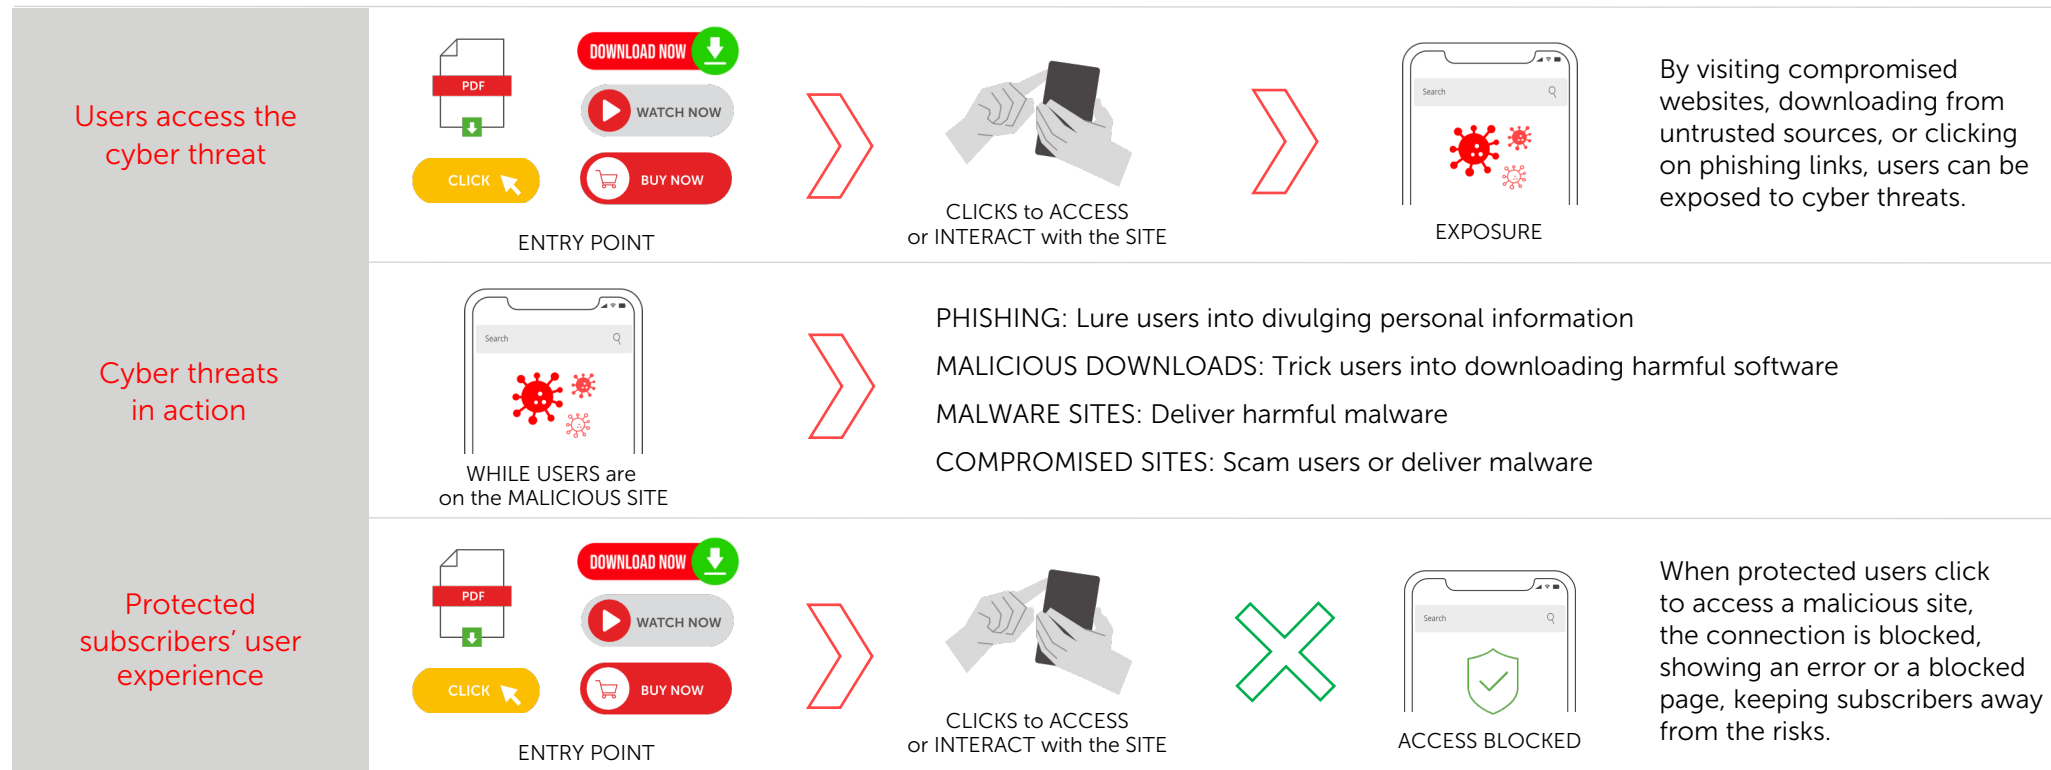 Users access the
cyber threat
PDF
DOWNLOAD NOW
WATCH NOW
CLICK
BUY NOW
ENTRY POINT
CLICKS to ACCESS
or INTERACT with the SITE
Search
EXPOSURE
By visiting compromised
websites, downloading from
untrusted sources, or clicking
on phishing links, users can be
exposed to cyber threats.
Cyber threats
in action
Search
WHILE USERS are
on the MALICIOUS SITE
PHISHING: Lure users into divulging personal information
MALICIOUS DOWNLOADS: Trick users into downloading harmful software
MALWARE SITES: Deliver harmful malware
COMPROMISED SITES: Scam users or deliver malware
Protected
subscribers’ user
experience
PDF
DOWNLOAD NOW
WATCH NOW
CLICK
BUY NOW
ENTRY POINT
CLICKS to ACCESS
or INTERACT with the SITE
Search
ACCESS BLOCKED
When protected users click
to access a malicious site,
the connection is blocked,
showing an error or a blocked
page, keeping subscribers away
from the risks.